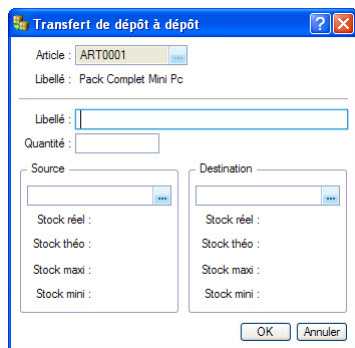 Transfert de dépôt à dépôt
Article : ART0001 ...
Libellé : Pack Complet Mini Pc
Libellé :
Quantité :
Source
...
Stock réel :
Stock théo :
Stock maxi :
Stock mini :
Destination
...
Stock réel :
Stock théo :
Stock maxi :
Stock mini :
OK Annuler